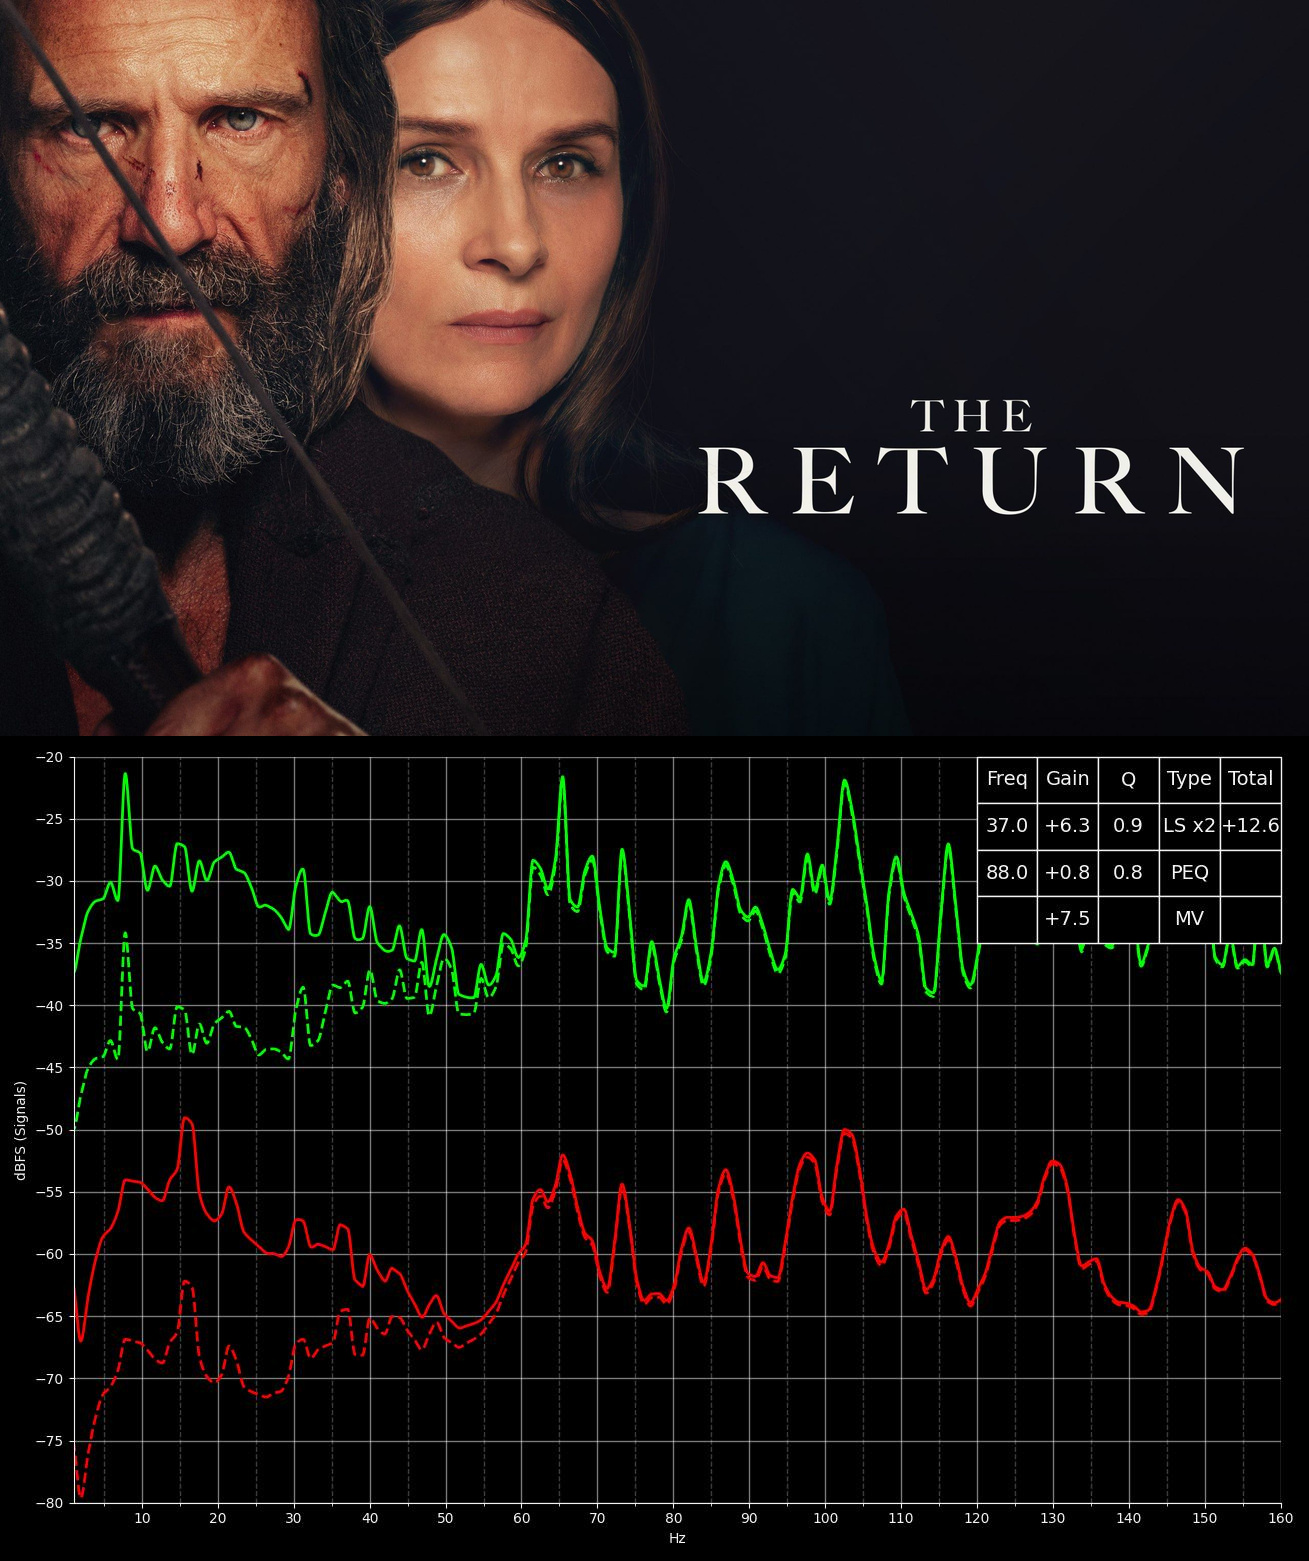 THE
RETURN
Freq Gain Q Type Total
37.0 +6.3 0.9 LS x2 +12.6
88.0 +0.8 0.8 PEQ
+7.5 MV
−20
−25
−30
−35
−40
−45
−50
−55
−60
−65
−70
−75
−80
dBFS (Signals)
10 20 30 40 50 60 70 80 90 100 110 120 130 140 150 160
Hz